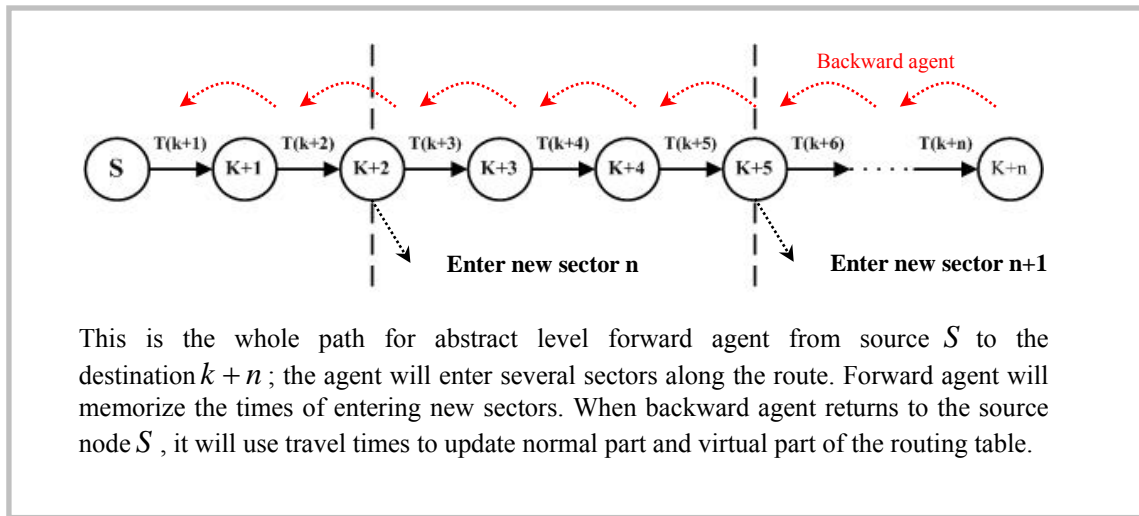 Backward agent
T(k+1) T(k+2) T(k+3) T(k+4) T(k+5) T(k+6) T(k+n)
S K+1 K+2 K+3 K+4 K+5 ····· K+n
Enter new sector n Enter new sector n+1
This is the whole path for abstract level forward agent from source S to the
destination k + n ; the agent will enter several sectors along the route. Forward agent will
memorize the times of entering new sectors. When backward agent returns to the source
node S , it will use travel times to update normal part and virtual part of the routing table.